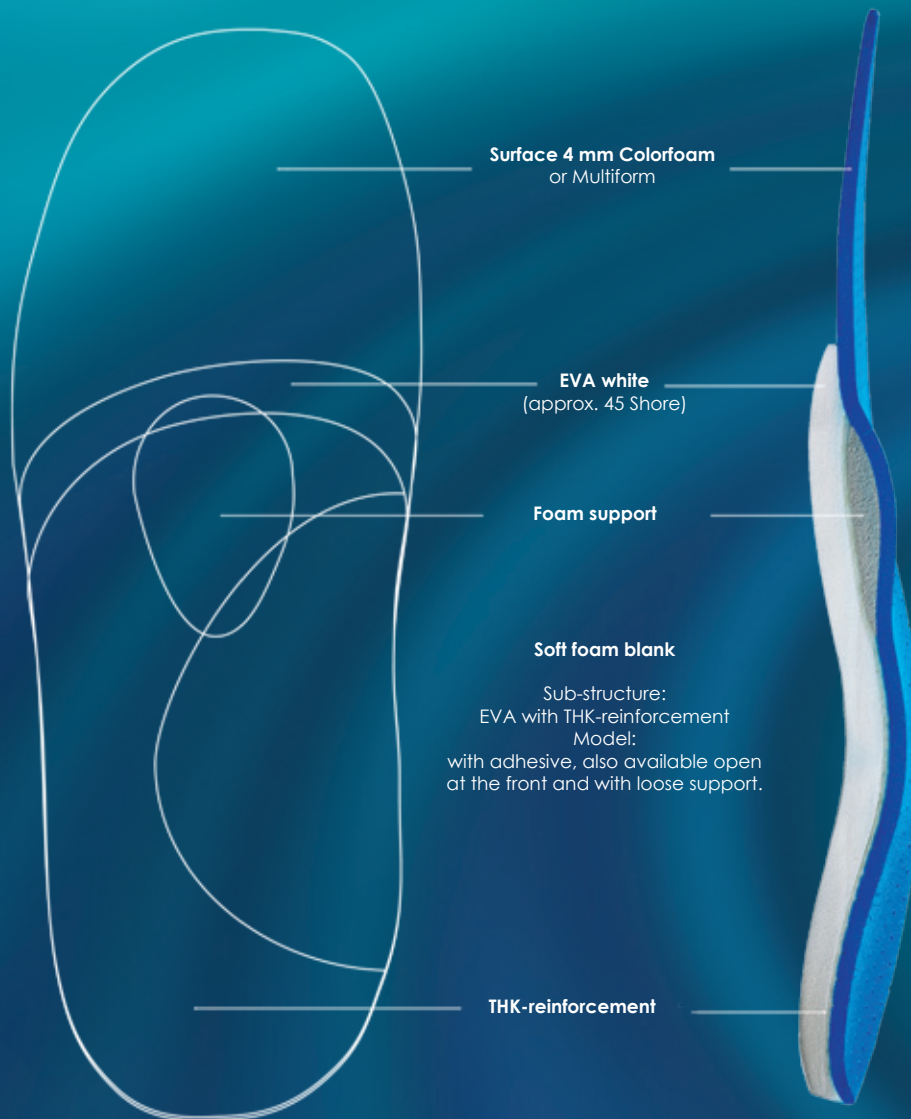 Surface 4 mm Colorfoam
or Multiform
EVA white
(approx. 45 Shore)
Foam support
Soft foam blank
Sub-structure:
EVA with THK-reinforcement
Model:
with adhesive, also available open
at the front and with loose support.
THK-reinforcement